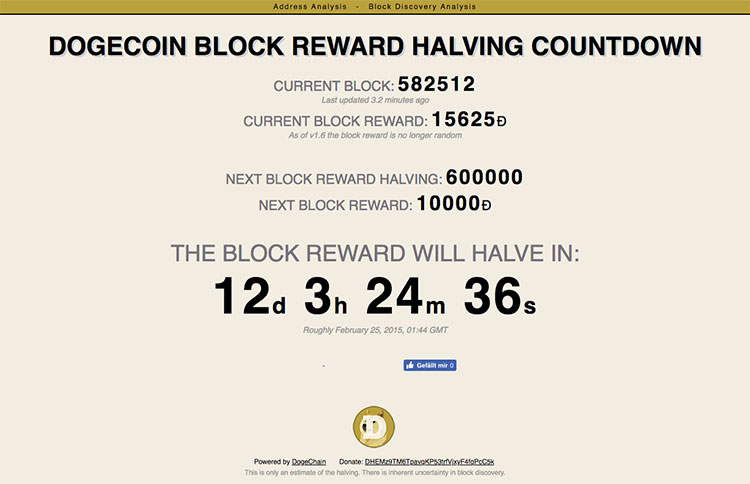 Address Analysis - Block Discovery Analysis
DOGECOIN BLOCK REWARD HALVING COUNTDOWN
CURRENT BLOCK: 582512
Last updated 3.2 minutes ago
CURRENT BLOCK REWARD: 15625Ð
As of v1.6 the block reward is no longer random
NEXT BLOCK REWARD HALVING: 600000
NEXT BLOCK REWARD: 10000Ð
THE BLOCK REWARD WILL HALVE IN:
12d 3h 24m 36s
Roughly February 25, 2015, 01:44 GMT
Gefällt mir 0
Powered by DogeChain Donate:
This is only an estimate of the halving. There is inherent uncertainty in block discovery.